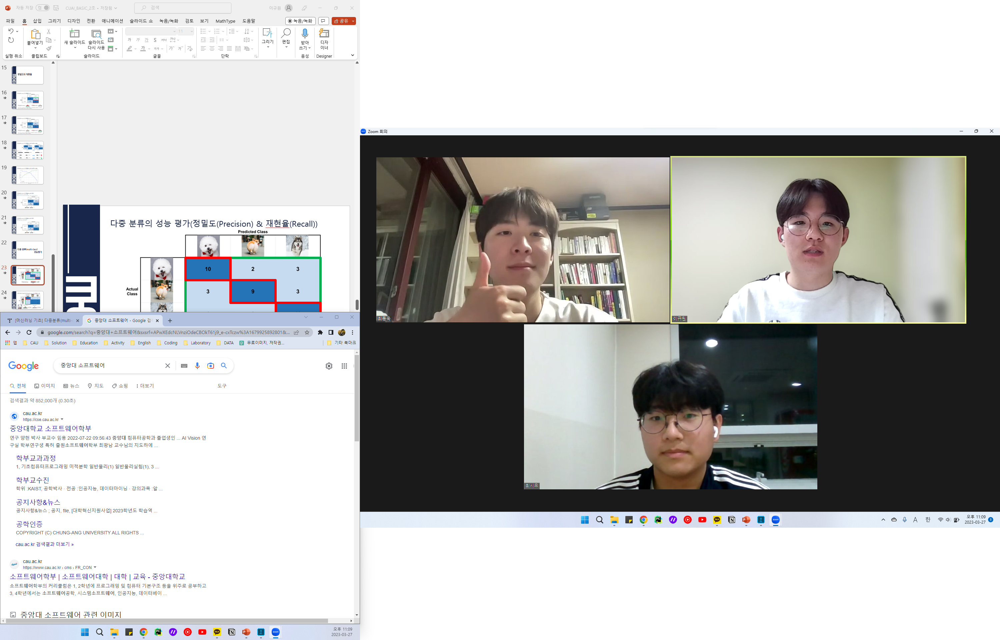 자동 저장
켬
CUAI_BASIC_2조 • 저장됨
검색
이규원
파일
홈
삽입
그리기
디자인
전환
애니메이션
슬라이드 쇼
녹음/녹화
검토
보기
MathType
도움말
녹음/녹화
공유
11
붙여넣기
새 슬라이드
슬라이드
다시 사용
그리기
편집
받아
쓰기
디자
이너
실행 취소
클립보드
슬라이드
글꼴
단락
음성
Designer
15
정밀도와 재현율
16
17
18
19
20
21
22
다중 분류(multi-class)
성능평가
23
24
다중 분류의 성능 평가(정밀도(Precision) & 재현율(Recall))
Predicted Class
10
2
3
Actual
Class
3
9
3
[머신러닝 기초] 다중분류(multi-
중앙대 소프트웨어 - Google 검
google.com/search?q=중앙대+소프트웨어&sxsrf=APwXEdcNLVnziOdeCBOkT61j9_e-cxTczw%3A1679925892801&...
앱
CAU
Solution
Education
Activity
English
Coding
Laboratory
DATA
무료이미지, 저작권...
기타 북마크
Google
중앙대 소프트웨어
전체
이미지
뉴스
지도
쇼핑
더보기
도구
검색결과 약 852,000개 (0.30초)
cau.ac.kr
https://cse.cau.ac.kr
중앙대학교 소프트웨어학부
연구 양현 박사 부교수 임용 2022-07-22 09:56:43 중앙대 컴퓨터공학과 졸업생인 ... AI Vision 연
구실 학부연구생 특허 출원소프트웨어학부 최광남 교수님의 지도하에 ...
학부교과과정
1, 기초컴퓨터프로그래밍 미적분학 일반물리(1) 일반물리실험(1), 3 ...
학부교수진
학위 :KAIST, 공학박사 · 전공 :인공지능, 데이터마이닝 · 강의과목 :알 ...
공지사항&뉴스
공지사항&뉴스 ; 공지, file, [대학혁신지원사업] 2023학년도 학습역 ...
공학인증
COPYRIGHT (C) CHUNG-ANG UNIVERSITY ALL RIGHTS ...
cau.ac.kr 검색결과 더보기 »
cau.ac.kr
https://www.cau.ac.kr › cms › FR_CON
소프트웨어학부 | 소프트웨어대학 | 대학 | 교육 - 중앙대학교
소프트웨어학부의 커리큘럼은 1, 2학년에 프로그래밍 및 컴퓨터 기본구조 등을 위주로 공부하고
3, 4학년에서는 소프트웨어공학, 시스템소프트웨어, 인공지능, 데이터베이 ...
중앙대 소프트웨어 관련 이미지
오후 11:09
2023-03-27
Zoom 회의
최동욱
이규원
최시우
A
한
오후 11:09
2023-03-27
3